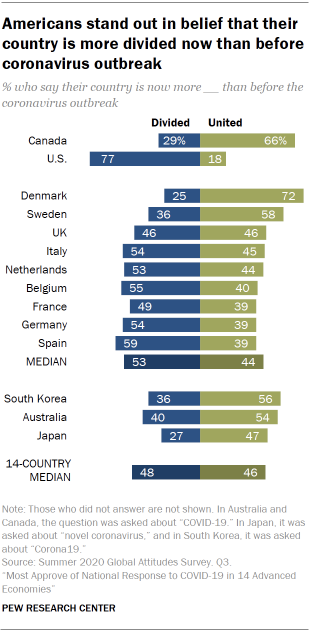 Americans stand out in belief that their
country is more divided now than before
coronavirus outbreak
% who say their country is now more __ than before the
coronavirus outbreak
Divided United
Canada 29% 66%
U.S. 77 18
Denmark 25 72
Sweden 36 58
UK 46 46
Italy 54 45
Netherlands 53 44
Belgium 55 40
France 49 39
Germany 54 39
Spain 59 39
MEDIAN 53 44
South Korea 36 56
Australia 40 54
Japan 27 47
14-COUNTRY
MEDIAN 48 46
Note: Those who did not answer are not shown. In Australia and
Canada, the question was asked about “COVID-19.” In Japan, it was
asked about “novel coronavirus,” and in South Korea, it was asked
about “Corona19.”
Source: Summer 2020 Global Attitudes Survey. Q3.
“Most Approve of National Response to COVID-19 in 14 Advanced
Economies”
PEW RESEARCH CENTER